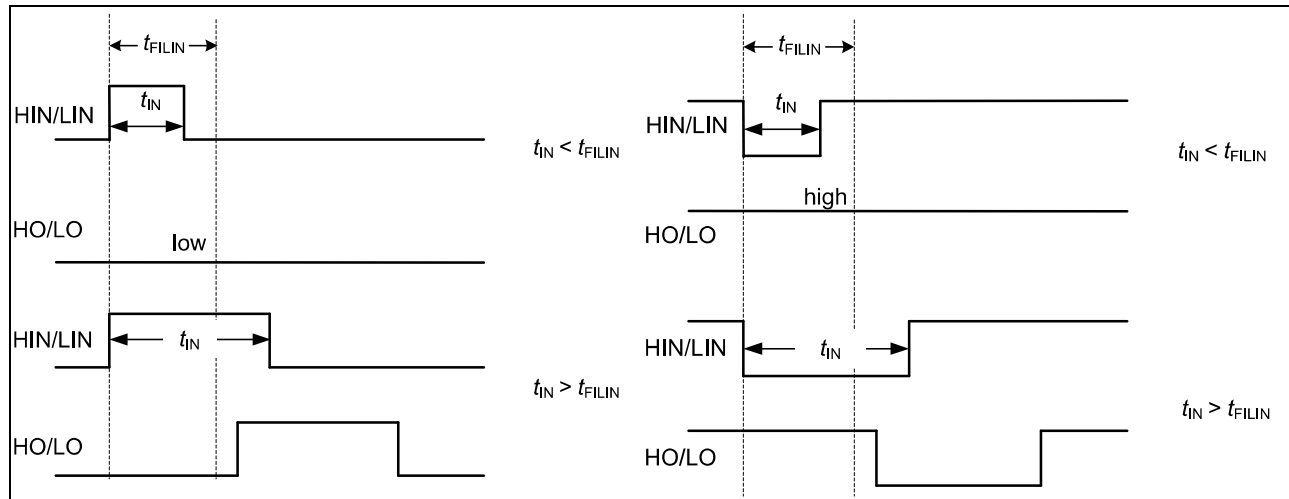 tFILIN
HIN/LIN
tIN
tIN < tFILIN
HO/LO
low
HIN/LIN
tIN
tIN > tFILIN
HO/LO
tFILIN
HIN/LIN
tIN
tIN < tFILIN
high
HO/LO
HIN/LIN
tIN
tIN > tFILIN
HO/LO